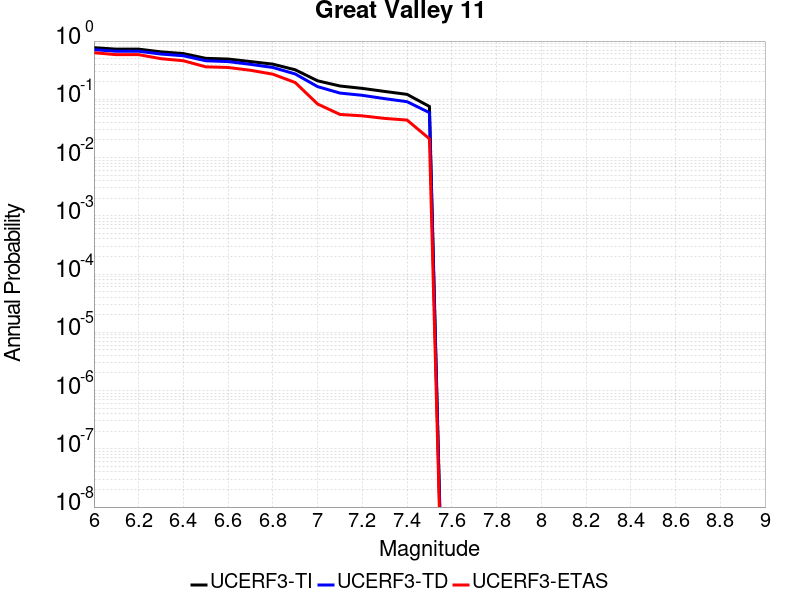 Great Valley 11
Annual Probability
10^0
10^-1
10^-2
10^-3
10^-4
10^-5
10^-6
10^-7
10^-8
6 6.2 6.4 6.6 6.8 7 7.2 7.4 7.6 7.8 8 8.2 8.4 8.6 8.8 9
Magnitude
UCERF3-TI UCERF3-TD UCERF3-ETAS